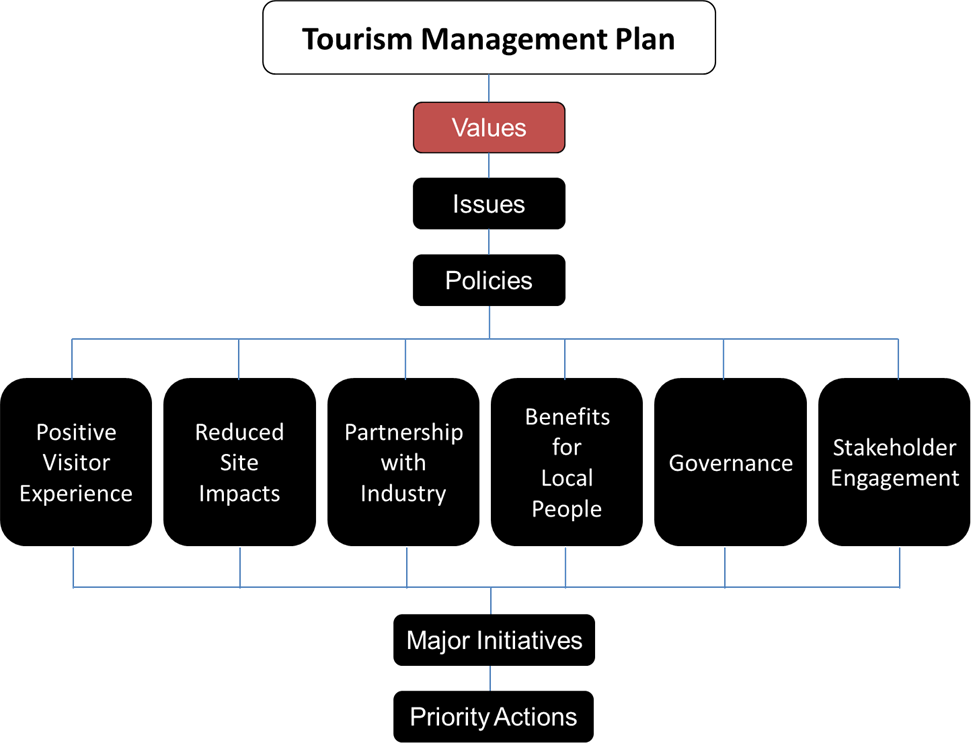 Tourism Management Plan
Values
Issues
Policies
Positive
Visitor
Experience
Reduced
Site
Impacts
Partnership
with
Industry
Benefits
for
Local
People
Governance
Stakeholder
Engagement
Major Initiatives
Priority Actions